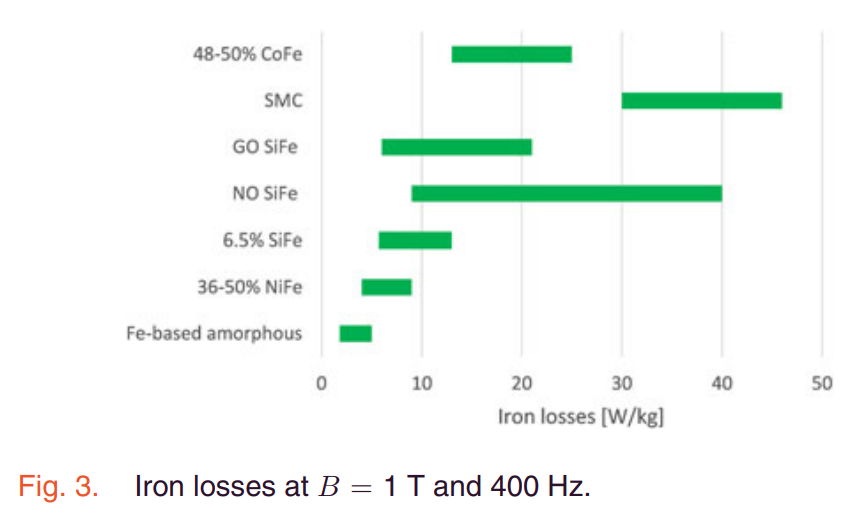 48-50% CoFe
SMC
GO SiFe
NO SiFe
6.5% SiFe
36-50% NiFe
Fe-based amorphous
0 10 20 30 40 50
Iron losses [W/kg]
Fig. 3. Iron losses at B = 1 T and 400 Hz.